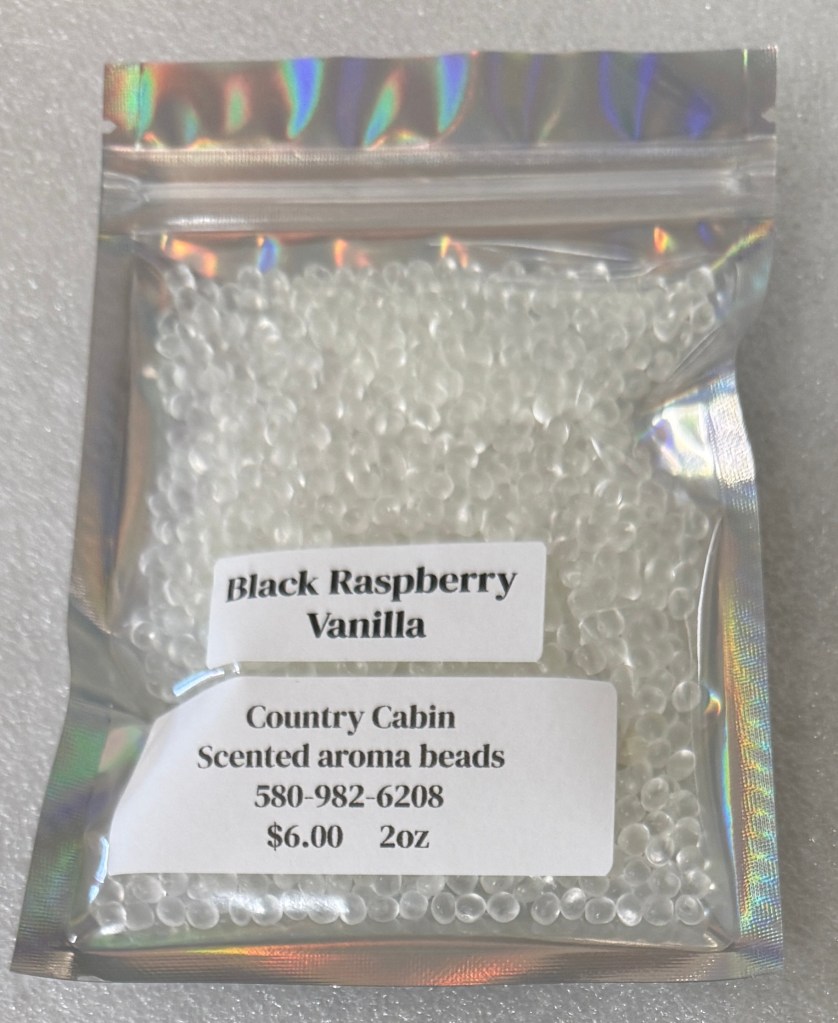 Black Raspberry
Vanilla
Country Cabin
Scented aroma beads
580-982-6208
$6.00 2oz